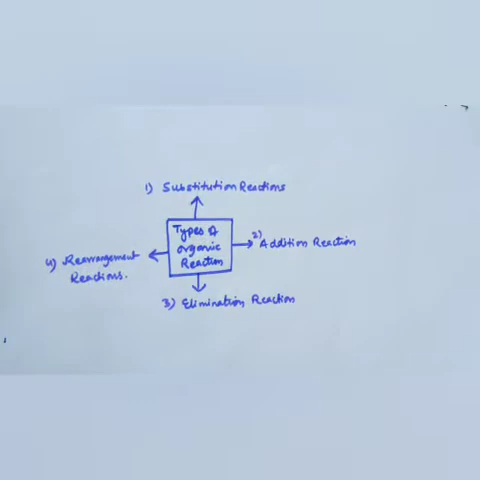 1) Substitution Reactions
Types of
organic
Reaction
2) Addition Reaction
4) Rearrangement
Reactions.
3) Elimination Reaction